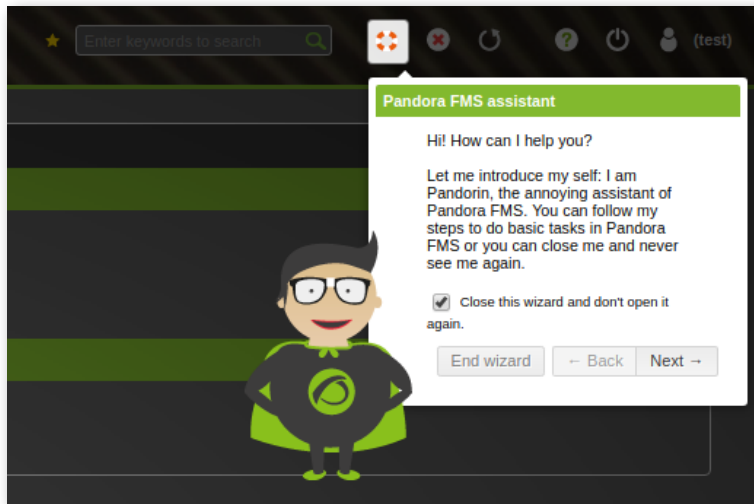 Enter keywords to search
(test)
Pandora FMS assistant
Hi! How can I help you?
Let me introduce my self: I am
Pandorin, the annoying assistant of
Pandora FMS. You can follow my
steps to do basic tasks in Pandora
FMS or you can close me and never
see me again.
Close this wizard and don't open it
again.
End wizard
← Back
Next →